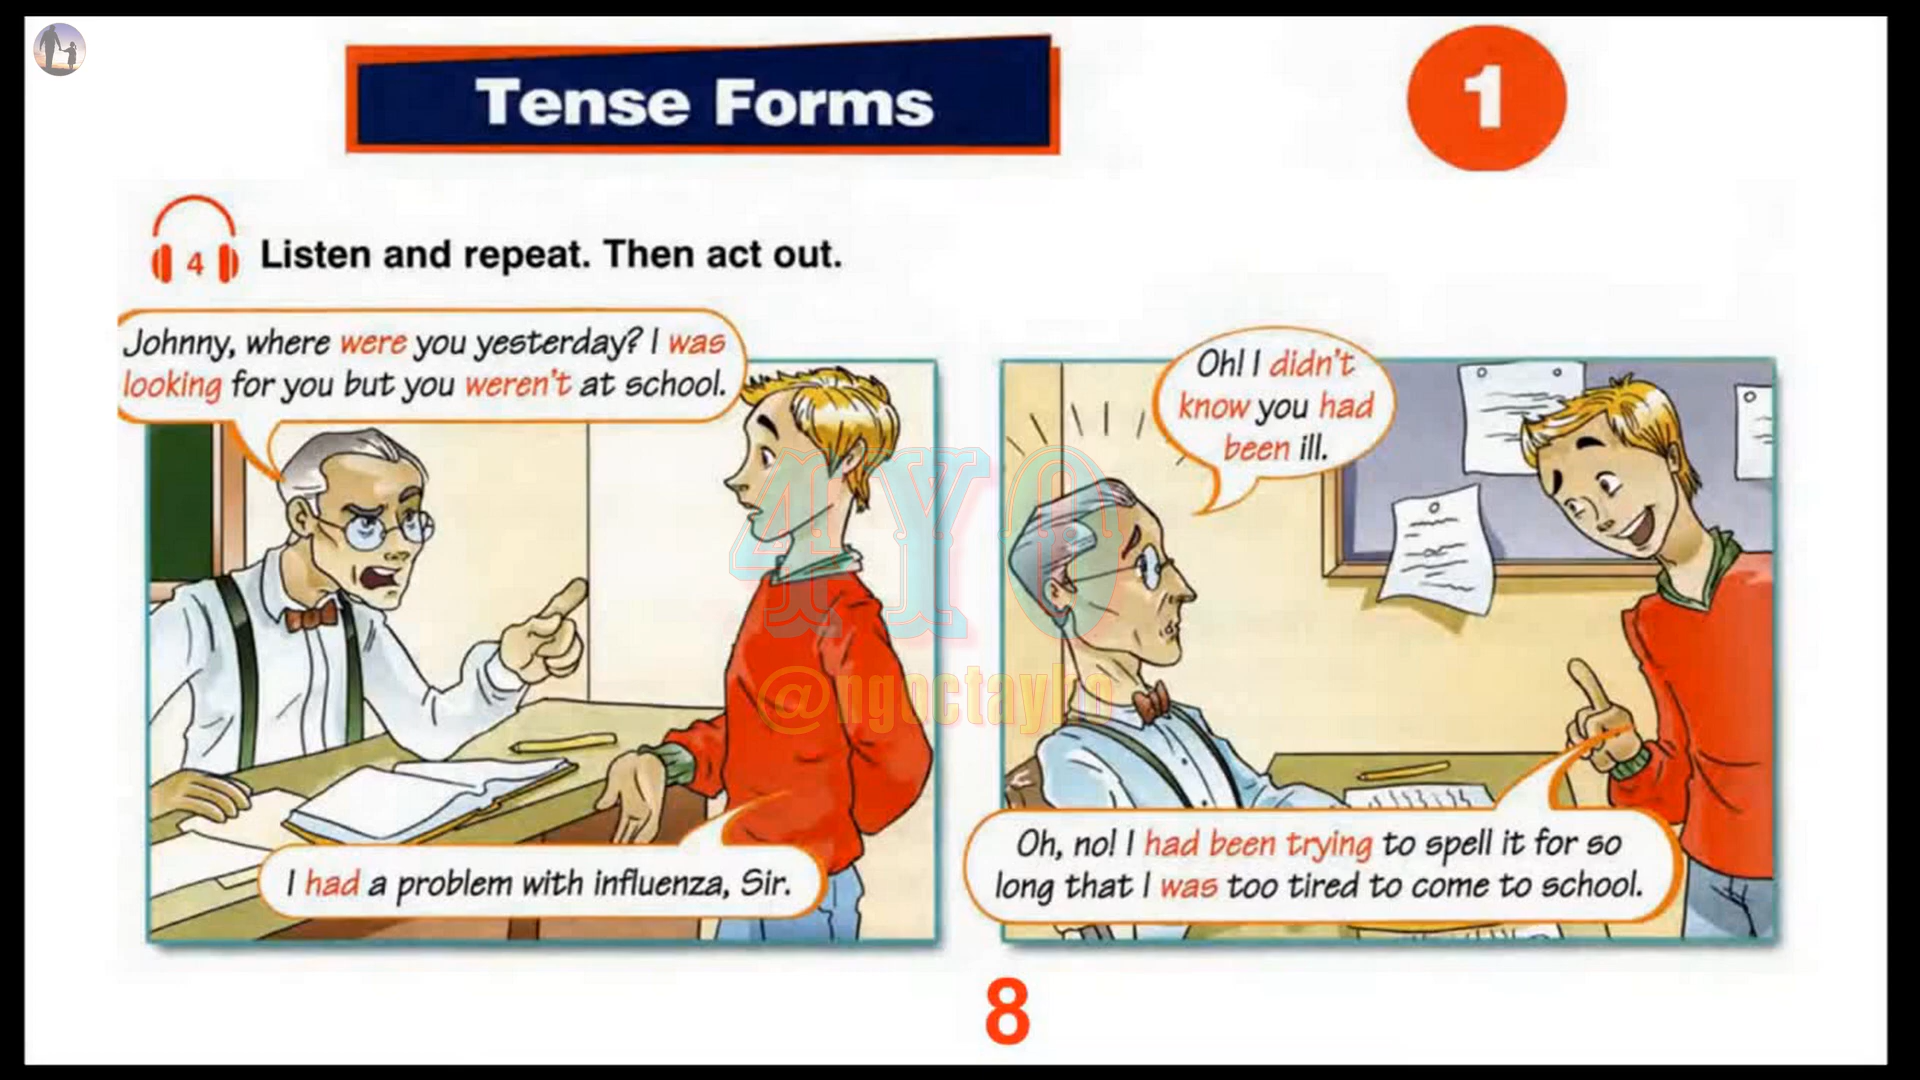 Tense Forms
1
4
Listen and repeat. Then act out.
Johnny, where were you yesterday? I was
looking for you but you weren't at school.
I had a problem with influenza, Sir.
Oh! I didn't
know you had
been ill.
Oh, no! I had been trying to spell it for so
long that I was too tired to come to school.
4YO
@ngoctayho
8